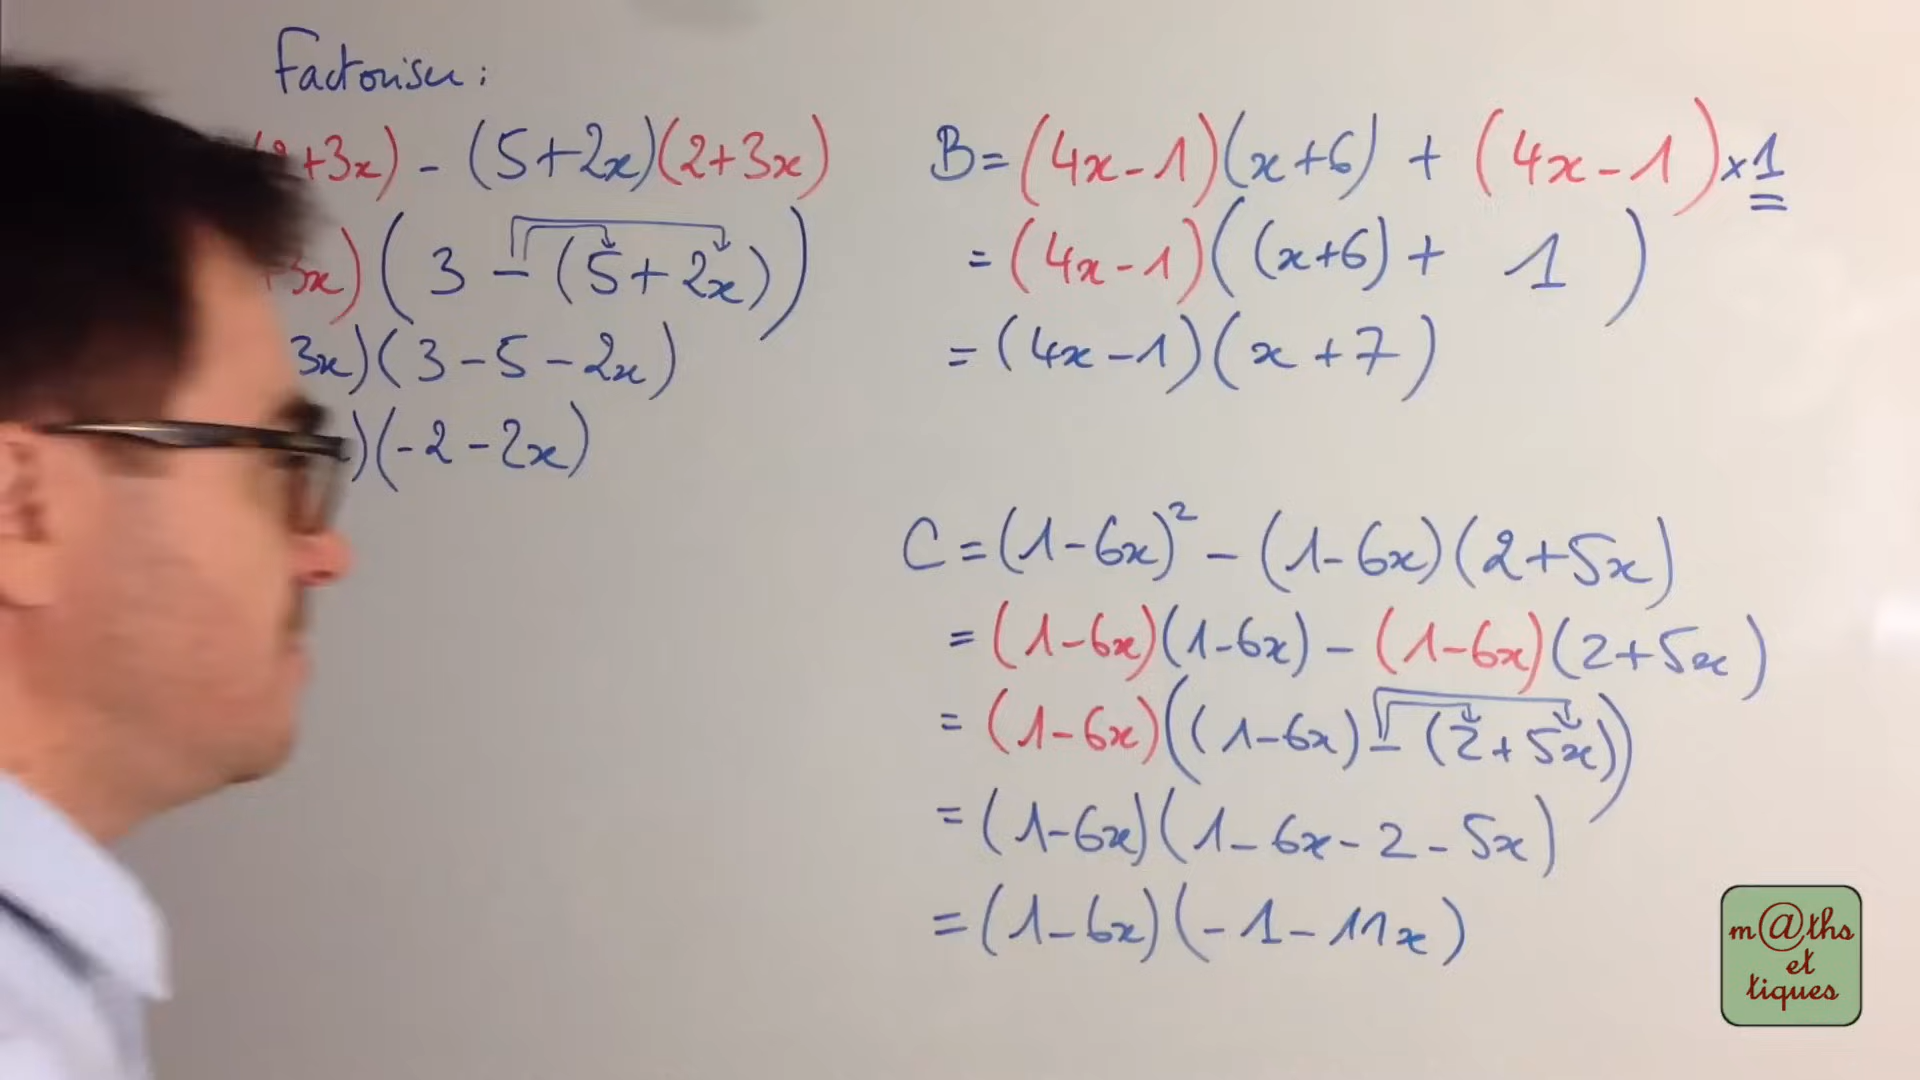 Factoriser :
+3x) - (5+2x)(2+3x)
3x) ( 3 - (5+2x) )
3x)(3-5-2x)
)(-2-2x)
B = (4x-1)(x+6) + (4x-1)×1
= (4x-1)((x+6) + 1 )
= (4x-1)(x+7)
C = (1-6x)² - (1-6x)(2+5x)
= (1-6x)(1-6x) - (1-6x)(2+5x)
= (1-6x)((1-6x) - (2+5x))
= (1-6x)(1-6x-2-5x)
= (1-6x)(-1-11x)
m@ths
et
tiques